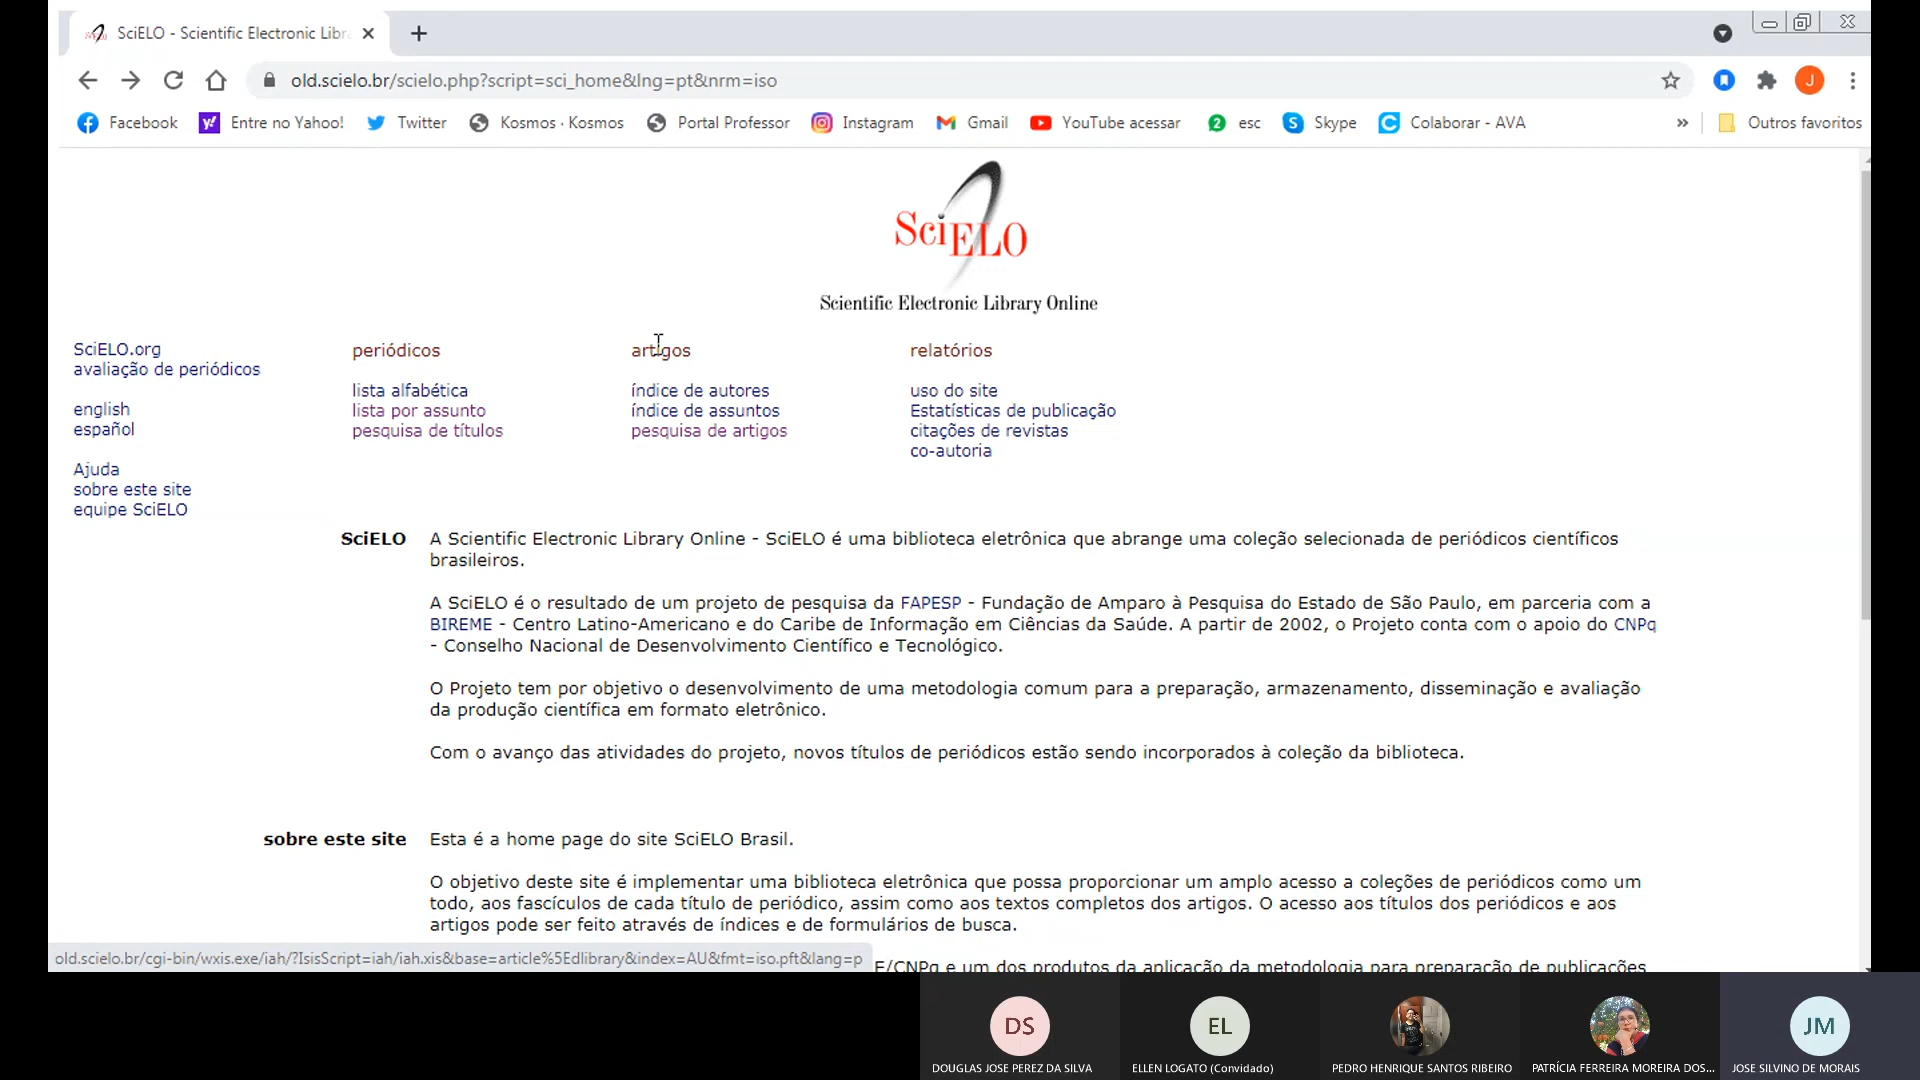 SciELO - Scientific Electronic Libr
old.scielo.br/scielo.php?script=sci_home&lng=pt&nrm=iso
J
Facebook
Entre no Yahoo!
Twitter
Kosmos · Kosmos
Portal Professor
Instagram
Gmail
YouTube acessar
2 esc
Skype
Colaborar - AVA
»
Outros favoritos
SciELO
Scientific Electronic Library Online
SciELO.org
avaliação de periódicos
english
español
Ajuda
sobre este site
equipe SciELO
periódicos
lista alfabética
lista por assunto
pesquisa de títulos
artigos
índice de autores
índice de assuntos
pesquisa de artigos
relatórios
uso do site
Estatísticas de publicação
citações de revistas
co-autoria
SciELO
A Scientific Electronic Library Online - SciELO é uma biblioteca eletrônica que abrange uma coleção selecionada de periódicos científicos
brasileiros.
A SciELO é o resultado de um projeto de pesquisa da FAPESP - Fundação de Amparo à Pesquisa do Estado de São Paulo, em parceria com a
BIREME - Centro Latino-Americano e do Caribe de Informação em Ciências da Saúde. A partir de 2002, o Projeto conta com o apoio do CNPq
- Conselho Nacional de Desenvolvimento Científico e Tecnológico.
O Projeto tem por objetivo o desenvolvimento de uma metodologia comum para a preparação, armazenamento, disseminação e avaliação
da produção científica em formato eletrônico.
Com o avanço das atividades do projeto, novos títulos de periódicos estão sendo incorporados à coleção da biblioteca.
sobre este site
Esta é a home page do site SciELO Brasil.
O objetivo deste site é implementar uma biblioteca eletrônica que possa proporcionar um amplo acesso a coleções de periódicos como um
todo, aos fascículos de cada título de periódico, assim como aos textos completos dos artigos. O acesso aos títulos dos periódicos e aos
artigos pode ser feito através de índices e de formulários de busca.
E/CNPq e um dos produtos da aplicação da metodologia para preparação de publicações
old.scielo.br/cgi-bin/wxis.exe/iah/?IsisScript=iah/iah.xis&base=article%5Edlibrary&index=AU&fmt=iso.pft&lang=p
DS
DOUGLAS JOSE PEREZ DA SILVA
EL
ELLEN LOGATO (Convidado)
PEDRO HENRIQUE SANTOS RIBEIRO
PATRÍCIA FERREIRA MOREIRA DOS...
JM
JOSE SILVINO DE MORAIS